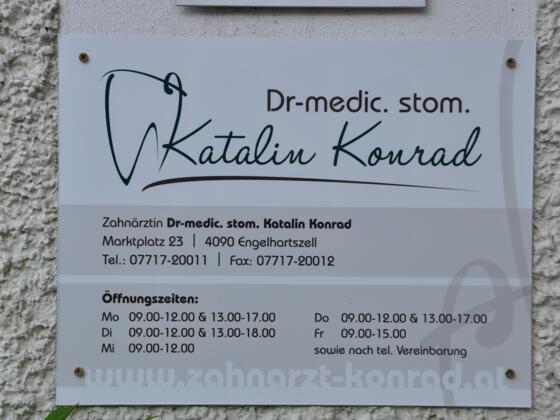 Dr-medic. stom.
Katalin Konrad
Zahnärztin Dr-medic. stom. Katalin Konrad
Marktplatz 23 | 4090 Engelhartszell
Tel.: 07717-20011 | Fax: 07717-20012
Öffnungszeiten:
Mo 09.00-12.00 & 13.00-17.00
Di 09.00-12.00 & 13.00-18.00
Mi 09.00-12.00
Do 09.00-12.00 & 13.00-17.00
Fr 09.00-15.00
sowie nach tel. Vereinbarung
www.zahnarzt-konrad.at